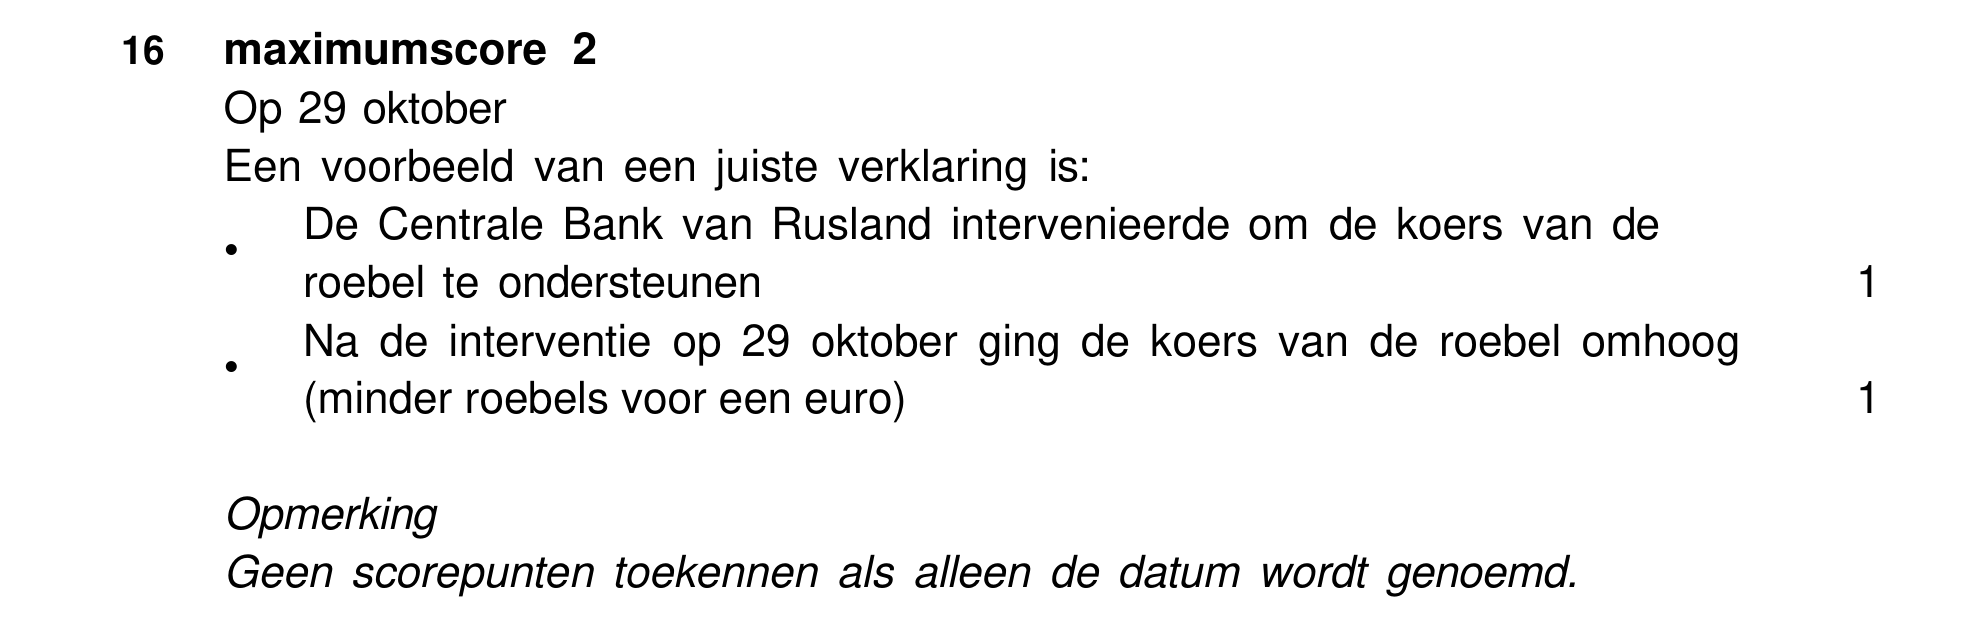 16 maximumscore 2
Op 29 oktober
Een voorbeeld van een juiste verklaring is:
• De Centrale Bank van Rusland intervenieerde om de koers van de
roebel te ondersteunen 1
• Na de interventie op 29 oktober ging de koers van de roebel omhoog
(minder roebels voor een euro) 1
Opmerking
Geen scorepunten toekennen als alleen de datum wordt genoemd.